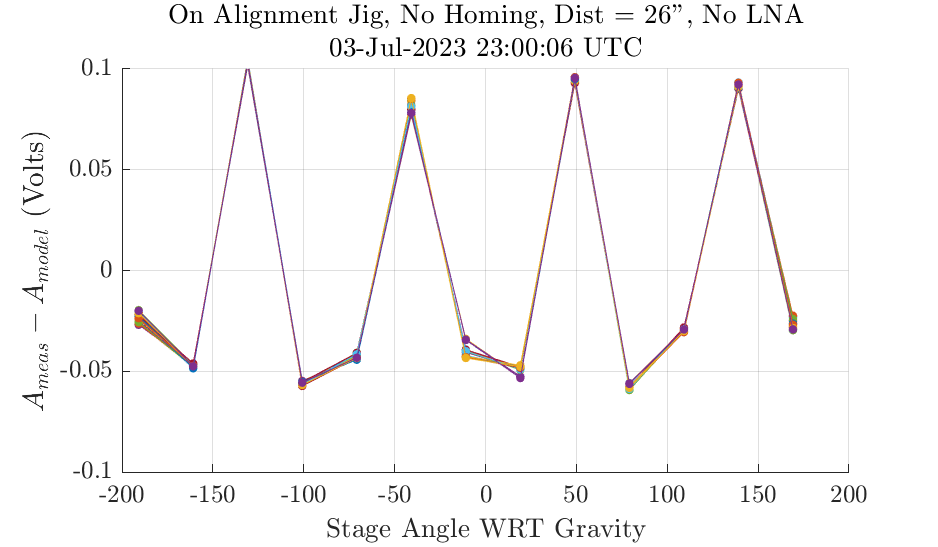 On Alignment Jig, No Homing, Dist = 26”, No LNA
03-Jul-2023 23:00:06 UTC
A_meas − A_model (Volts)
0.1
0.05
0
-0.05
-0.1
-200 -150 -100 -50 0 50 100 150 200
Stage Angle WRT Gravity